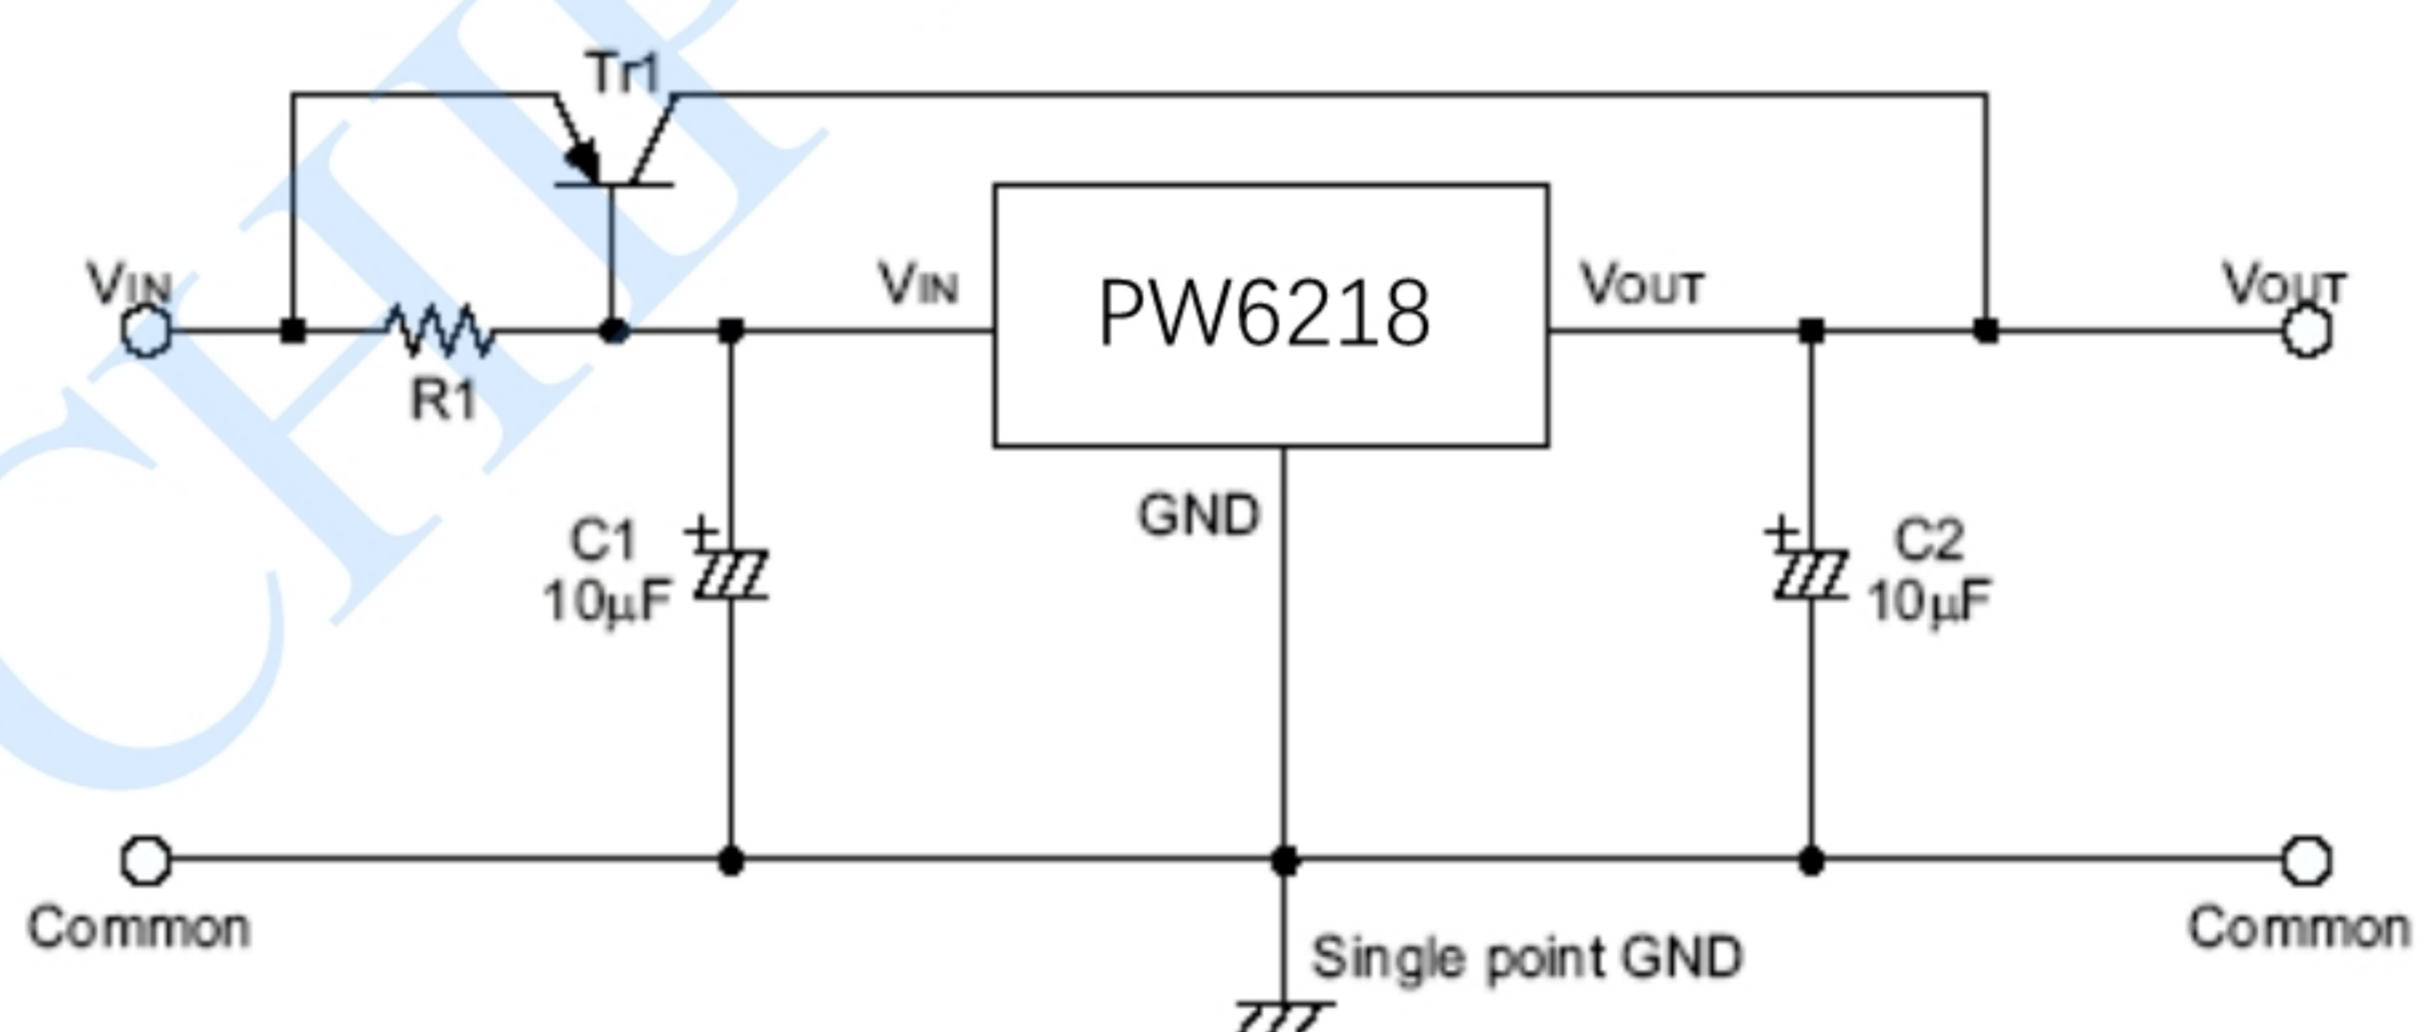 Tr1
VIN
R1
VIN
PW6218
VOUT
VOUT
GND
C1
10µF
+
+
C2
10µF
Common
Single point GND
Common